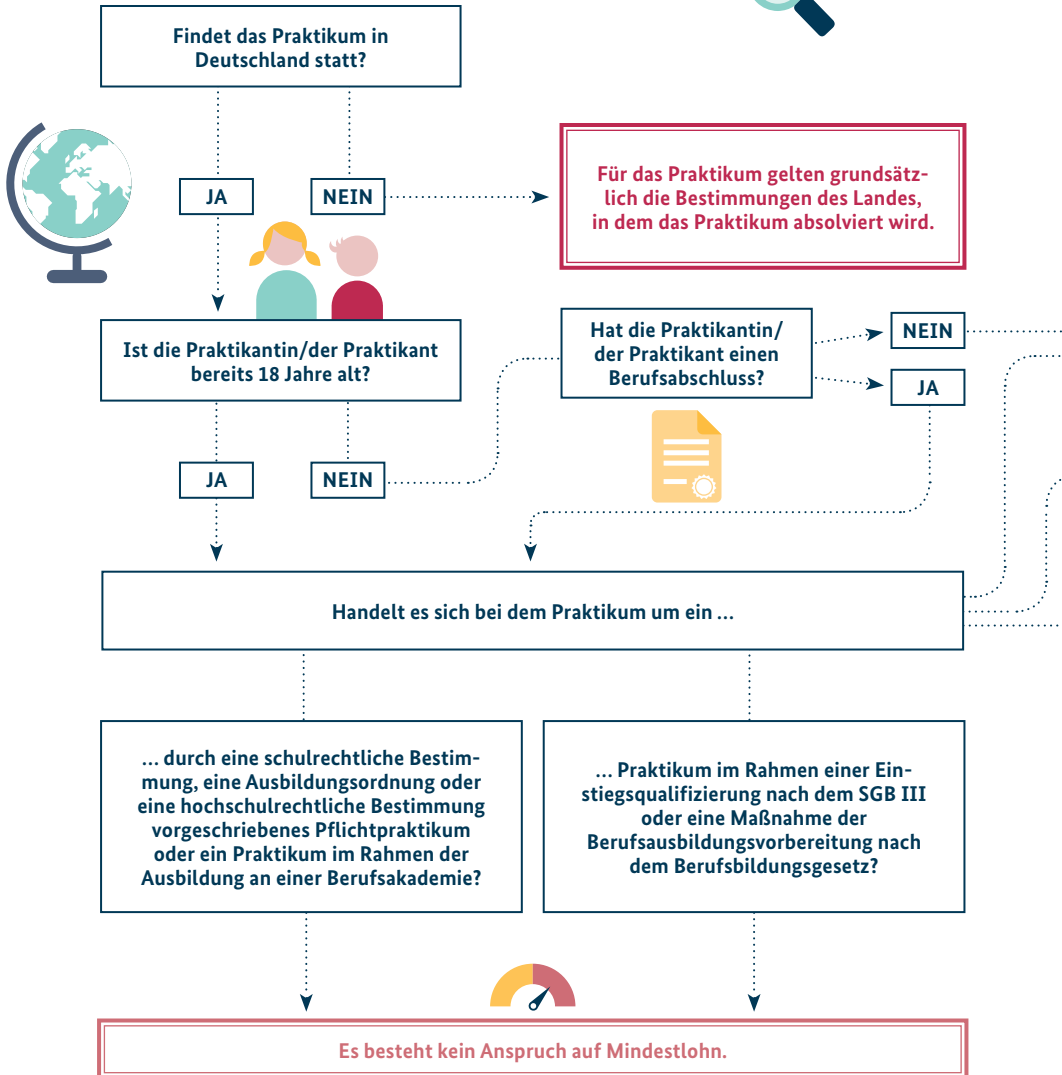 Findet das Praktikum in
Deutschland statt?
JA
NEIN
Für das Praktikum gelten grundsätz-
lich die Bestimmungen des Landes,
in dem das Praktikum absolviert wird.
Ist die Praktikantin/der Praktikant
bereits 18 Jahre alt?
Hat die Praktikantin/
der Praktikant einen
Berufsabschluss?
NEIN
JA
JA
NEIN
Handelt es sich bei dem Praktikum um ein …
… durch eine schulrechtliche Bestim-
mung, eine Ausbildungsordnung oder
eine hochschulrechtliche Bestimmung
vorgeschriebenes Pflichtpraktikum
oder ein Praktikum im Rahmen der
Ausbildung an einer Berufsakademie?
… Praktikum im Rahmen einer Ein-
stiegsqualifizierung nach dem SGB III
oder eine Maßnahme der
Berufsausbildungsvorbereitung nach
dem Berufsbildungsgesetz?
Es besteht kein Anspruch auf Mindestlohn.